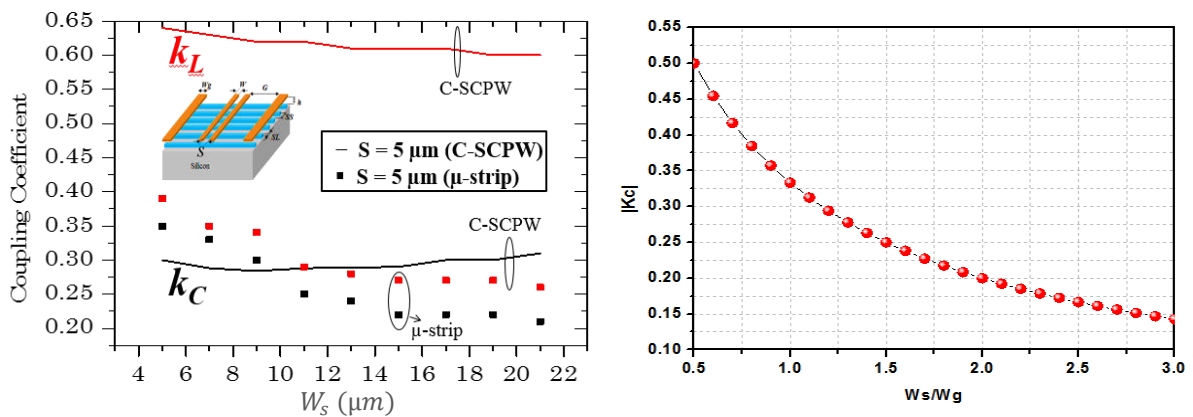 0.65
0.60
0.55
0.50
0.45
0.40
0.35
0.30
0.25
0.20
Coupling Coefficient
4 6 8 10 12 14 16 18 20 22
W_s (μm)
k_L
k_C
C-SCPW
C-SCPW
μ-strip
S = 5 μm (C-SCPW)
S = 5 μm (μ-strip)
Wg
W
G
h
SS
SL
S
Silicon
0.55
0.50
0.45
0.40
0.35
0.30
0.25
0.20
0.15
0.10
|Kc|
0.5 1.0 1.5 2.0 2.5 3.0
Ws/Wg